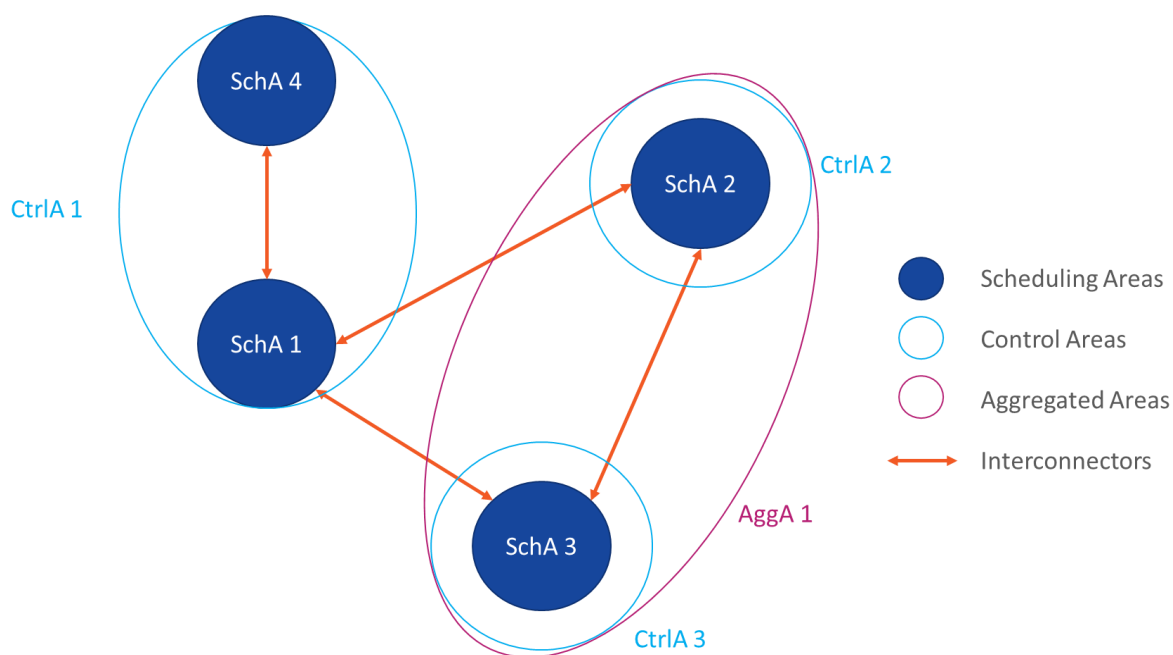 SchA 4
CtrlA 1
SchA 2
CtrlA 2
SchA 1
SchA 3
AggA 1
CtrlA 3
Scheduling Areas
Control Areas
Aggregated Areas
Interconnectors